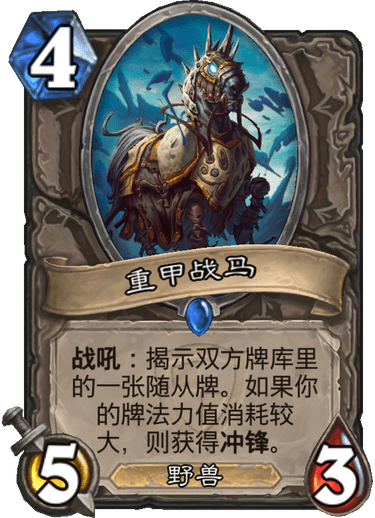 4
重甲战马
战吼：揭示双方牌库里
的一张随从牌。如果你
的牌法力值消耗较
大，则获得冲锋。
5
野兽
3